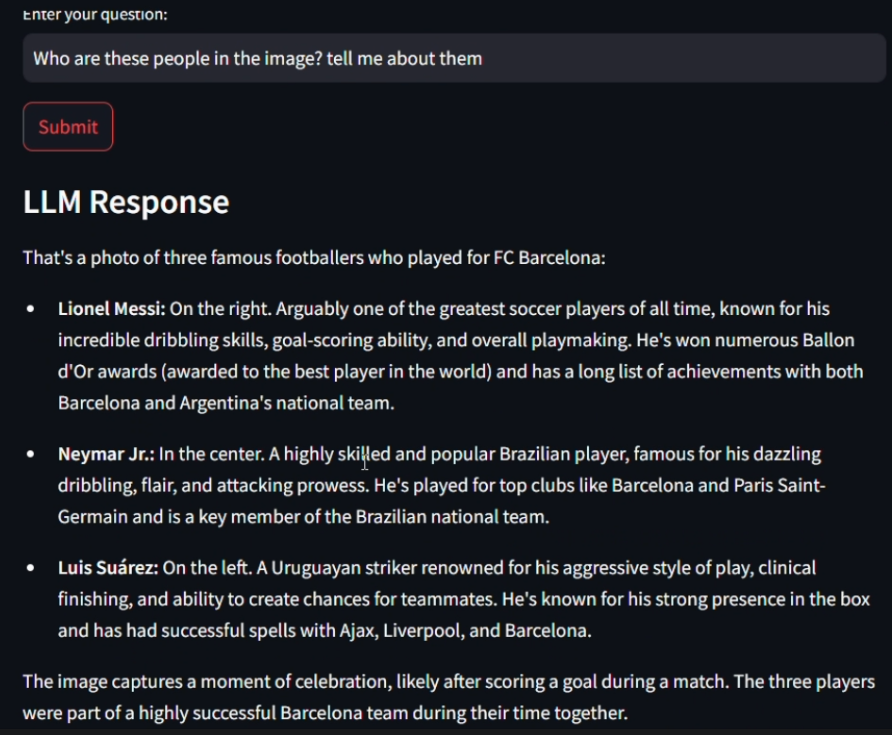 Enter your question:
Who are these people in the image? tell me about them
Submit
LLM Response
That's a photo of three famous footballers who played for FC Barcelona:
• Lionel Messi: On the right. Arguably one of the greatest soccer players of all time, known for his
incredible dribbling skills, goal-scoring ability, and overall playmaking. He's won numerous Ballon
d'Or awards (awarded to the best player in the world) and has a long list of achievements with both
Barcelona and Argentina's national team.
• Neymar Jr.: In the center. A highly skilled and popular Brazilian player, famous for his dazzling
dribbling, flair, and attacking prowess. He's played for top clubs like Barcelona and Paris Saint-
Germain and is a key member of the Brazilian national team.
• Luis Suárez: On the left. A Uruguayan striker renowned for his aggressive style of play, clinical
finishing, and ability to create chances for teammates. He's known for his strong presence in the box
and has had successful spells with Ajax, Liverpool, and Barcelona.
The image captures a moment of celebration, likely after scoring a goal during a match. The three players
were part of a highly successful Barcelona team during their time together.